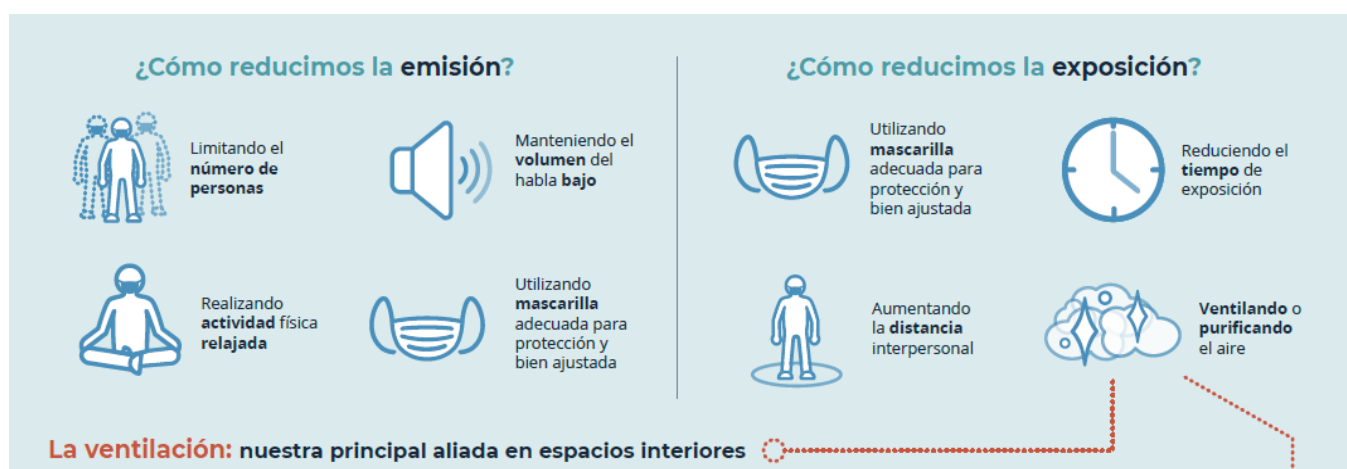 ¿Cómo reducimos la emisión?
Limitando el
número de
personas
Manteniendo el
volumen del
habla bajo
Realizando
actividad física
relajada
Utilizando
mascarilla
adecuada para
protección y
bien ajustada
¿Cómo reducimos la exposición?
Utilizando
mascarilla
adecuada para
protección y
bien ajustada
Reduciendo el
tiempo de
exposición
Aumentando
la distancia
interpersonal
Ventilando o
purificando
el aire
La ventilación: nuestra principal aliada en espacios interiores